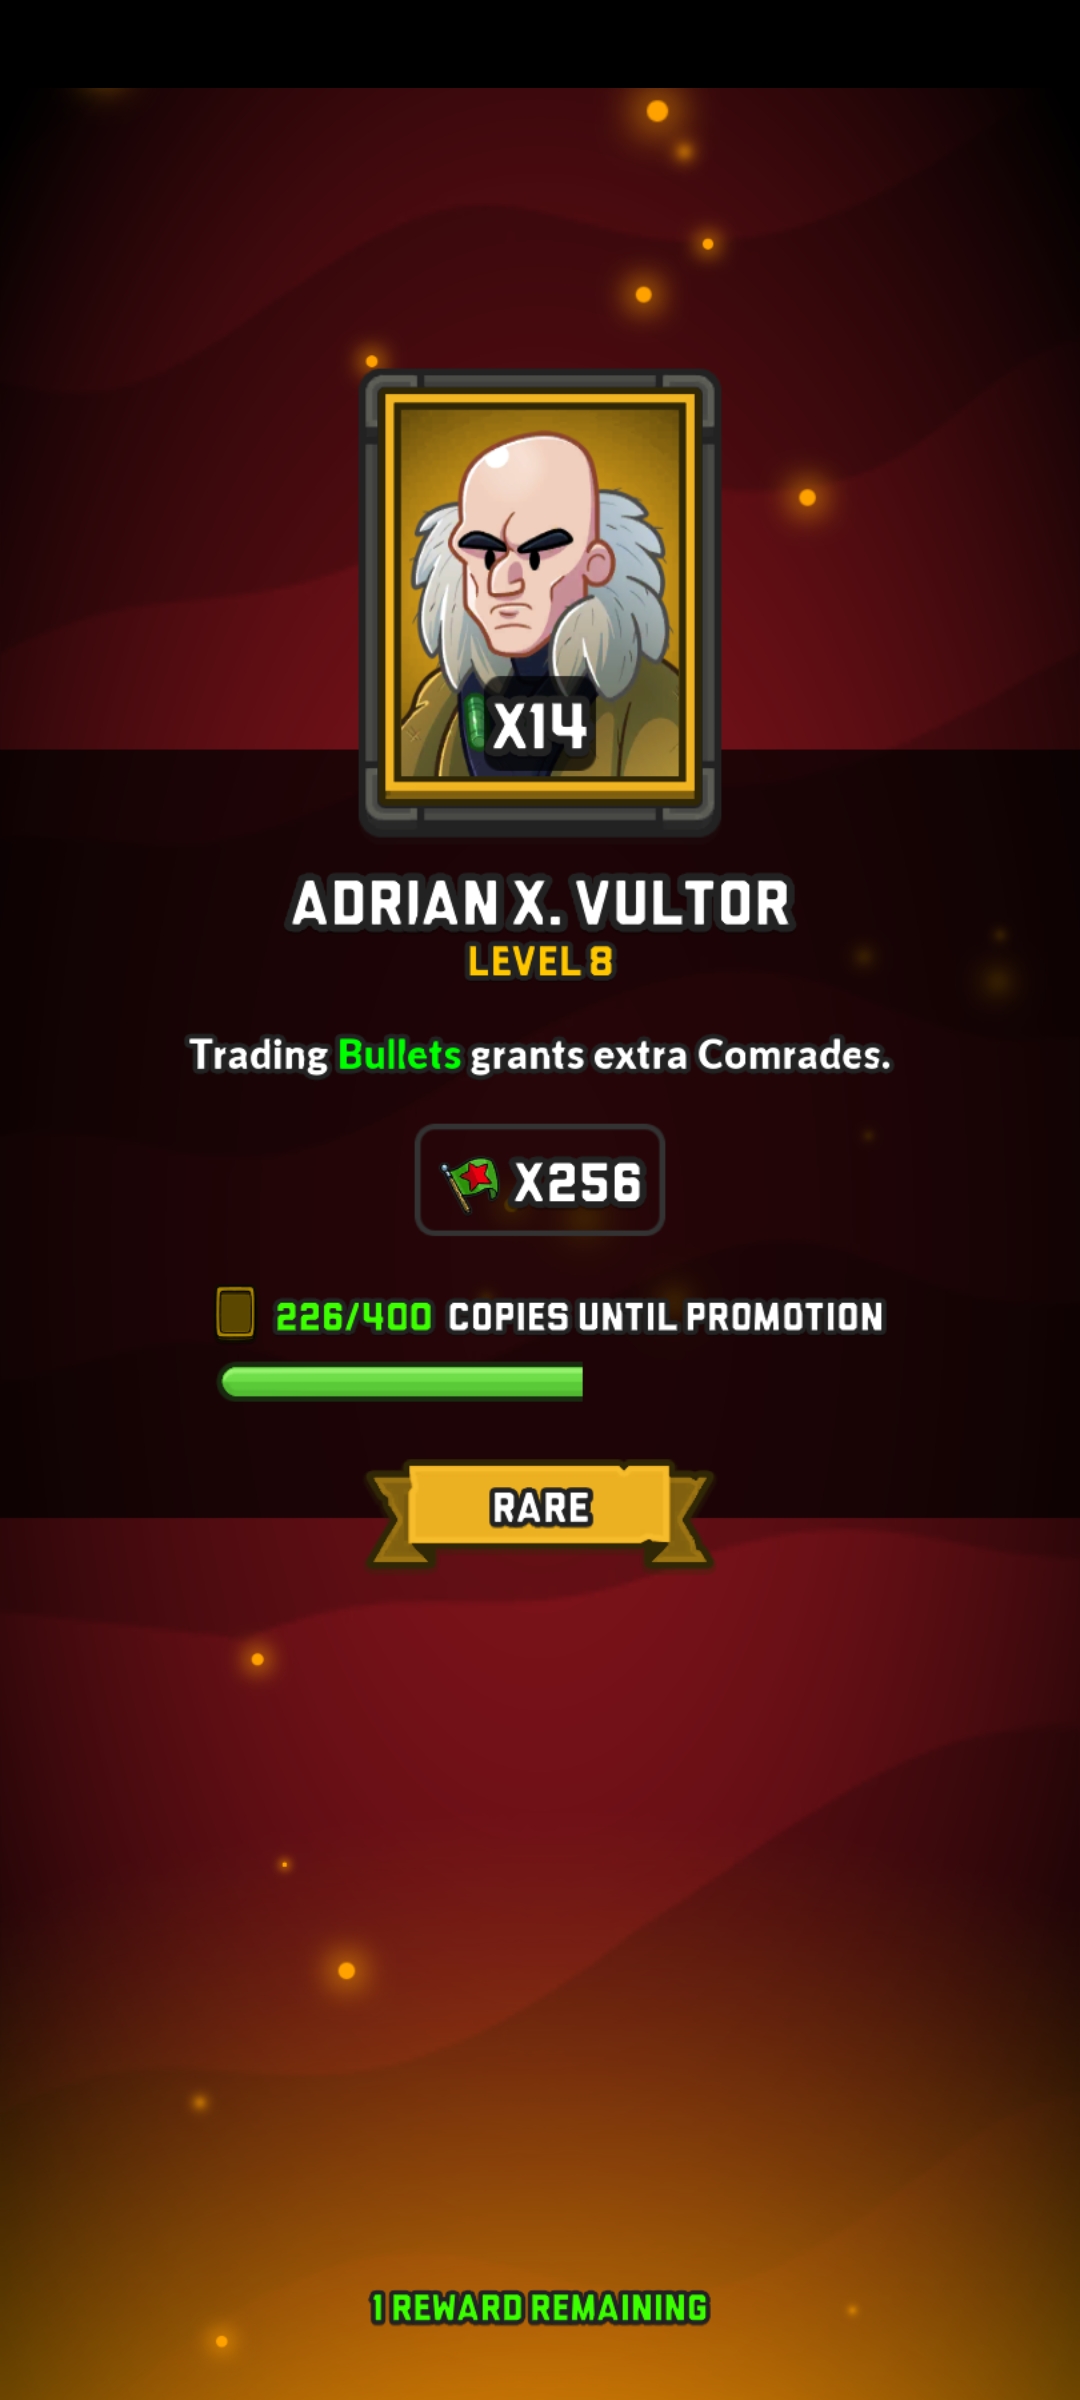 X14
ADRIAN X. VULTOR
LEVEL 8
Trading Bullets grants extra Comrades.
X256
226/400 COPIES UNTIL PROMOTION
RARE
1 REWARD REMAINING